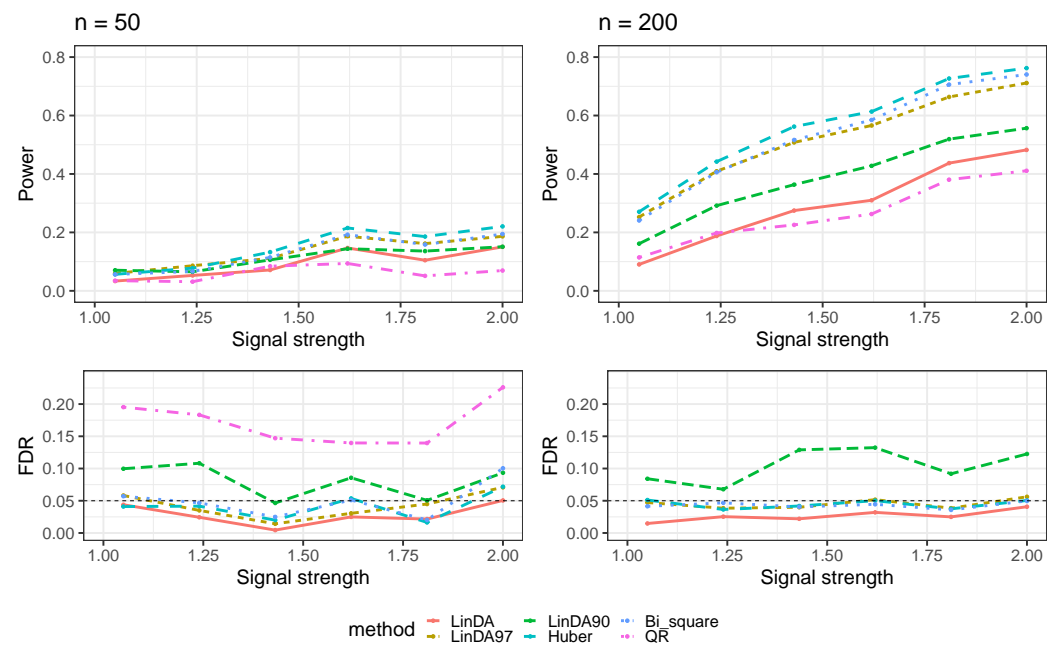 n = 50
n = 200
0.8
0.6
0.4
0.2
0.0
Power
1.00
1.25
1.50
1.75
2.00
Signal strength
0.8
0.6
0.4
0.2
0.0
Power
1.00
1.25
1.50
1.75
2.00
Signal strength
0.20
0.15
0.10
0.05
0.00
FDR
1.00
1.25
1.50
1.75
2.00
Signal strength
0.20
0.15
0.10
0.05
0.00
FDR
1.00
1.25
1.50
1.75
2.00
Signal strength
method
LinDA
LinDA97
LinDA90
Huber
Bi_square
QR